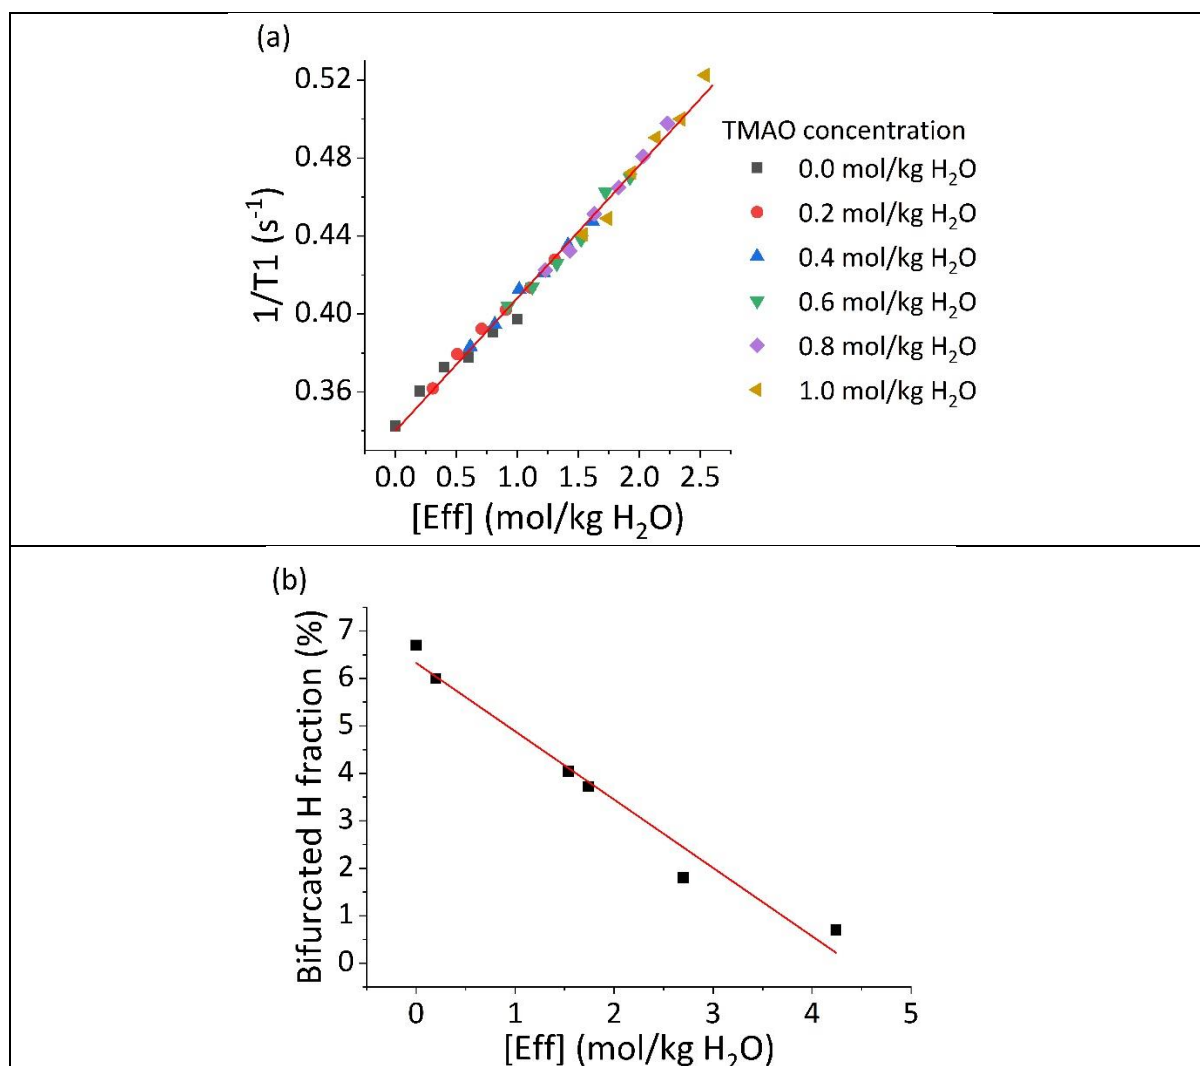 (a)
0.52
0.48
0.44
0.40
0.36
1/T1 (s⁻¹)
0.0 0.5 1.0 1.5 2.0 2.5
[Eff] (mol/kg H₂O)
TMAO concentration
0.0 mol/kg H₂O
0.2 mol/kg H₂O
0.4 mol/kg H₂O
0.6 mol/kg H₂O
0.8 mol/kg H₂O
1.0 mol/kg H₂O
(b)
7
6
5
4
3
2
1
0
Bifurcated H fraction (%)
0 1 2 3 4 5
[Eff] (mol/kg H₂O)